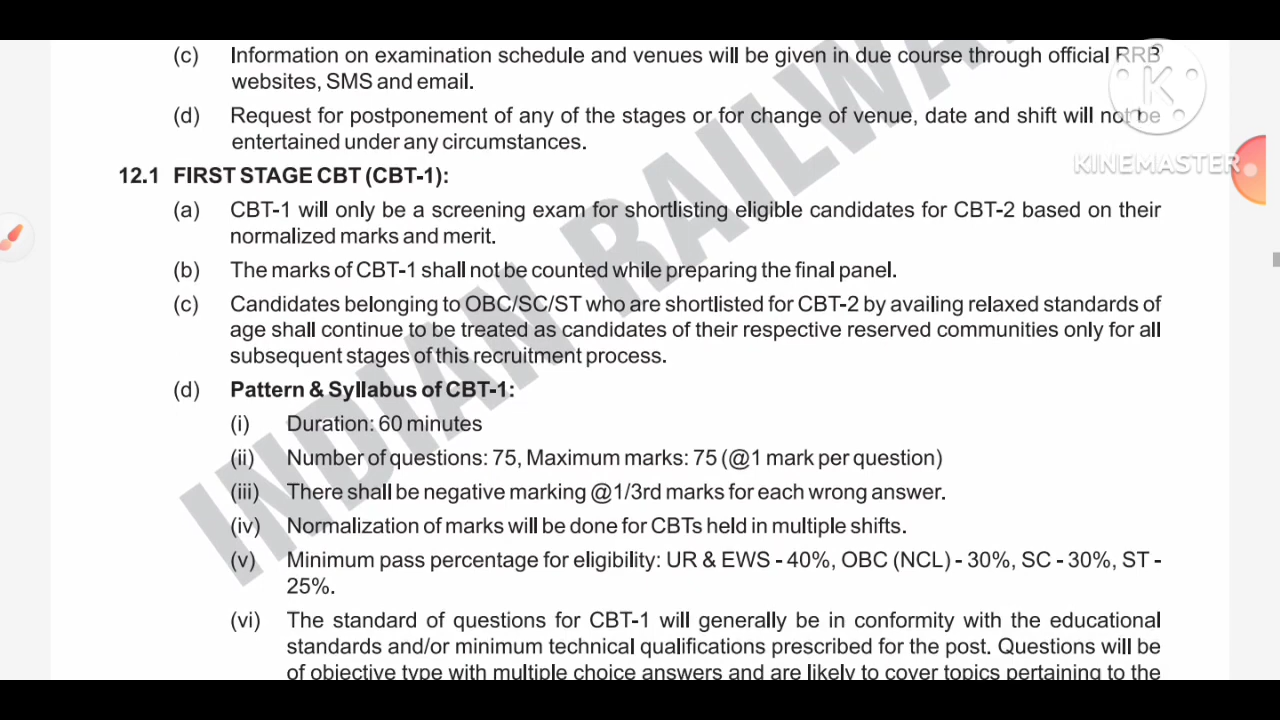 (c) Information on examination schedule and venues will be given in due course through official RRB
websites, SMS and email.
(d) Request for postponement of any of the stages or for change of venue, date and shift will not be
entertained under any circumstances.
KINEMASTER
12.1 FIRST STAGE CBT (CBT-1):
(a) CBT-1 will only be a screening exam for shortlisting eligible candidates for CBT-2 based on their
normalized marks and merit.
(b) The marks of CBT-1 shall not be counted while preparing the final panel.
(c) Candidates belonging to OBC/SC/ST who are shortlisted for CBT-2 by availing relaxed standards of
age shall continue to be treated as candidates of their respective reserved communities only for all
subsequent stages of this recruitment process.
(d) Pattern & Syllabus of CBT-1:
(i) Duration: 60 minutes
(ii) Number of questions: 75, Maximum marks: 75 (@1 mark per question)
(iii) There shall be negative marking @1/3rd marks for each wrong answer.
(iv) Normalization of marks will be done for CBTs held in multiple shifts.
(v) Minimum pass percentage for eligibility: UR & EWS - 40%, OBC (NCL) - 30%, SC - 30%, ST -
25%.
(vi) The standard of questions for CBT-1 will generally be in conformity with the educational
standards and/or minimum technical qualifications prescribed for the post. Questions will be
of objective type with multiple choice answers and are likely to cover topics pertaining to the
INDIAN RAILWA
K